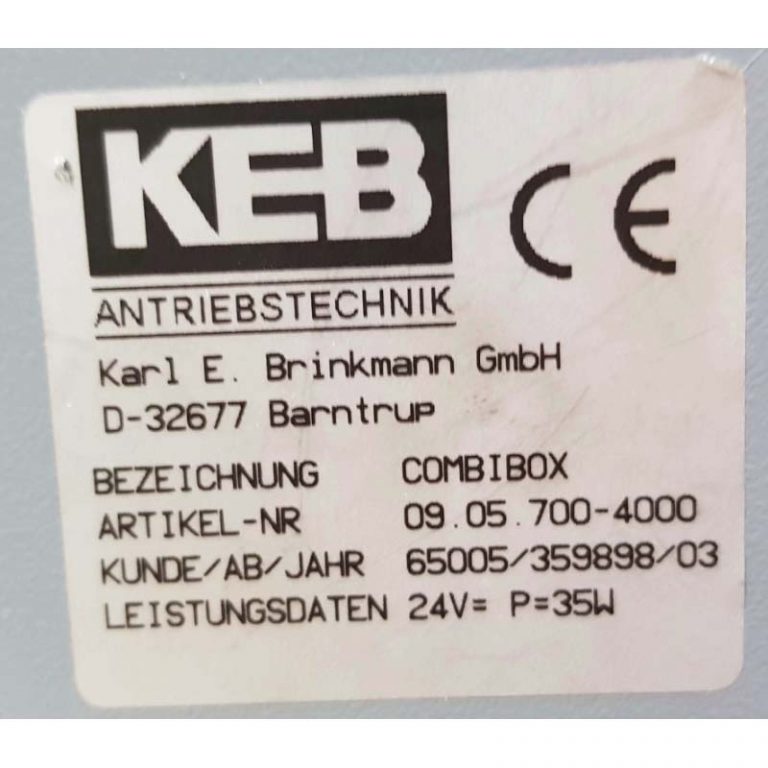 KEB
CE
ANTRIEBSTECHNIK
Karl E. Brinkmann GmbH
D-32677 Barntrup
BEZEICHNUNG COMBIBOX
ARTIKEL-NR 09.05.700-4000
KUNDE/AB/JAHR 65005/359898/03
LEISTUNGSDATEN 24V= P=35W